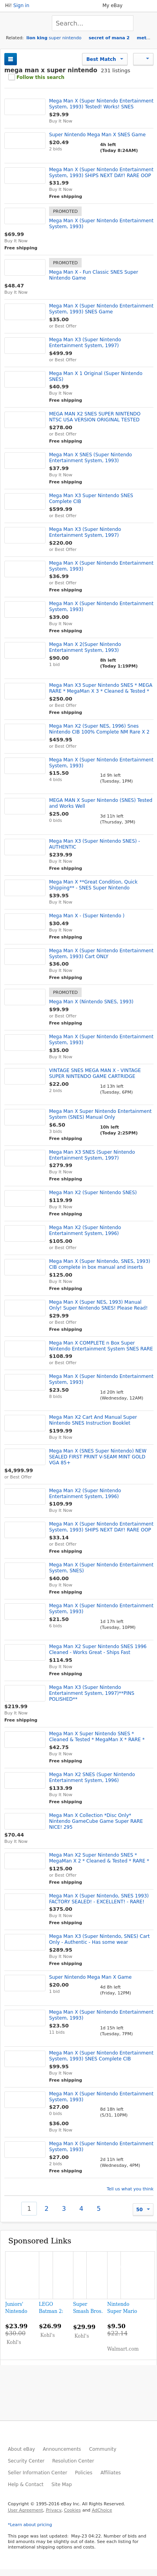 Hi! Sign in
My eBay
Search...
Related: lion king super nintendo secret of mana 2 met...
Best Match
mega man x super nintendo 231 listings
Follow this search
Mega Man X (Super Nintendo Entertainment System, 1993) Tested! Works! SNES
$29.99
Buy It Now
Super Nintendo Mega Man X SNES Game
$20.49
2 bids
4h left
(Today 8:24AM)
Mega Man X (Super Nintendo Entertainment System, 1993) SHIPS NEXT DAY! RARE OOP
$31.99
Buy It Now
Free shipping
PROMOTED
Mega Man X (Super Nintendo Entertainment System, 1993)
$69.99
Buy It Now
Free shipping
PROMOTED
Mega Man X - Fun Classic SNES Super Nintendo Game
$48.47
Buy It Now
Mega Man X (Super Nintendo Entertainment System, 1993) SNES Game
$35.00
or Best Offer
Mega Man X3 (Super Nintendo Entertainment System, 1997)
$499.99
or Best Offer
Mega Man X 1 Original (Super Nintendo SNES)
$40.99
Buy It Now
Free shipping
MEGA MAN X2 SNES SUPER NINTENDO NTSC USA VERSION ORIGINAL TESTED
$278.00
or Best Offer
Free shipping
Mega Man X SNES (Super Nintendo Entertainment System, 1993)
$37.99
Buy It Now
Free shipping
Mega Man X3 Super Nintendo SNES Complete CIB
$599.99
or Best Offer
Mega Man X3 (Super Nintendo Entertainment System, 1997)
$220.00
or Best Offer
Mega Man X (Super Nintendo Entertainment System, 1993)
$36.99
or Best Offer
Free shipping
Mega Man X (Super Nintendo Entertainment System, 1993)
$39.00
Buy It Now
Free shipping
Mega Man X 2(Super Nintendo Entertainment System, 1993)
$90.00
1 bid
8h left
(Today 1:19PM)
Mega Man X3 Super Nintendo SNES * MEGA RARE * MegaMan X 3 * Cleaned & Tested *
$250.00
or Best Offer
Free shipping
Mega Man X2 (Super NES, 1996) Snes Nintendo CIB 100% Complete NM Rare X 2
$459.95
or Best Offer
Mega Man X (Super Nintendo Entertainment System, 1993)
$15.50
4 bids
1d 9h left
(Tuesday, 1PM)
MEGA MAN X Super Nintendo (SNES) Tested and Works Well
$25.00
0 bids
3d 11h left
(Thursday, 3PM)
Mega Man X3 (Super Nintendo SNES) - AUTHENTIC
$239.99
Buy It Now
Free shipping
Mega Man X **Great Condition, Quick Shipping** - SNES Super Nintendo
$39.95
Buy It Now
Mega Man X - (Super Nintendo )
$30.49
Buy It Now
Free shipping
Mega Man X (Super Nintendo Entertainment System, 1993) Cart ONLY
$36.00
Buy It Now
Free shipping
PROMOTED
Mega Man X (Nintendo SNES, 1993)
$99.99
or Best Offer
Mega Man X (Super Nintendo Entertainment System, 1993)
$35.00
Buy It Now
VINTAGE SNES MEGA MAN X - VINTAGE SUPER NINTENDO GAME CARTRIDGE
$22.00
3 bids
1d 13h left
(Tuesday, 6PM)
Mega Man X Super Nintendo Entertainment System (SNES) Manual Only
$6.50
3 bids
Free shipping
10h left
(Today 2:25PM)
Mega Man X3 SNES (Super Nintendo Entertainment System, 1997)
$279.99
Buy It Now
Free shipping
Mega Man X2 (Super Nintendo SNES)
$119.99
Buy It Now
Free shipping
Mega Man X2 (Super Nintendo Entertainment System, 1996)
$105.00
or Best Offer
Mega Man X (Super Nintendo, SNES, 1993) CIB complete in box manual and inserts
$125.00
Buy It Now
Free shipping
Mega Man X (Super NES, 1993) Manual Only! Super Nintendo SNES! Please Read!
$29.99
or Best Offer
Free shipping
Mega Man X COMPLETE n Box Super Nintendo Entertainment System SNES RARE
$108.99
or Best Offer
Mega Man X (Super Nintendo Entertainment System, 1993)
$23.50
0 bids
1d 20h left
(Wednesday, 12AM)
Mega Man X2 Cart And Manual Super Nintendo SNES Instruction Booklet
$199.99
Buy It Now
Mega Man X (SNES Super Nintendo) NEW SEALED FIRST PRINT V-SEAM MINT GOLD VGA 85+
$4,999.99
or Best Offer
Mega Man X2 (Super Nintendo Entertainment System, 1996)
$109.99
Buy It Now
Mega Man X (Super Nintendo Entertainment System, 1993) SHIPS NEXT DAY! RARE OOP
$33.14
or Best Offer
Free shipping
Mega Man X (Super Nintendo Entertainment System, SNES)
$40.00
Buy It Now
Free shipping
Mega Man X (Super Nintendo Entertainment System, 1993)
$21.50
6 bids
1d 17h left
(Tuesday, 10PM)
Mega Man X2 Super Nintendo SNES 1996 Cleaned - Works Great - Ships Fast
$114.95
Buy It Now
Free shipping
Mega Man X3 (Super Nintendo Entertainment System, 1997)**PINS POLISHED**
$219.99
Buy It Now
Free shipping
Mega Man X Super Nintendo SNES * Cleaned & Tested * MegaMan X * RARE *
$42.75
Buy It Now
Free shipping
Mega Man X2 SNES (Super Nintendo Entertainment System, 1996)
$133.99
Buy It Now
Free shipping
Mega Man X Collection *Disc Only* Nintendo GameCube Game Super RARE NICE! 295
$70.44
Buy It Now
Mega Man X2 Super Nintendo SNES * MegaMan X 2 * Cleaned & Tested * RARE *
$125.00
or Best Offer
Free shipping
Mega Man X (Super Nintendo, SNES 1993) FACTORY SEALED! - EXCELLENT! - RARE!
$375.00
Buy It Now
Free shipping
Mega Man X3 (Super Nintendo, SNES) Cart Only - Authentic - Has some wear
$289.95
Buy It Now
Free shipping
Super Nintendo Mega Man X Game
$20.00
1 bid
4d 8h left
(Friday, 12PM)
Mega Man X (Super Nintendo Entertainment System, 1993)
$23.50
11 bids
1d 15h left
(Tuesday, 7PM)
Mega Man X (Super Nintendo Entertainment System, 1993) SNES Complete CIB
$99.95
Buy It Now
Free shipping
Mega Man X (Super Nintendo Entertainment System, 1993)
$27.00
0 bids
8d 18h left
(5/31, 10PM)
$36.00
Buy It Now
Mega Man X (Super Nintendo Entertainment System, 1993)
$27.00
2 bids
Free shipping
2d 11h left
(Wednesday, 4PM)
Tell us what you think
1 2 3 4 5
50
Sponsored Links
Juniors' Nintendo
$23.99
$30.00
Kohl's
LEGO Batman 2:
$26.99
Kohl's
Super Smash Bros.
$29.99
Kohl's
Nintendo Super Mario
$9.50
$22.14
Walmart.com
About eBay Announcements Community
Security Center Resolution Center
Seller Information Center Policies Affiliates
Help & Contact Site Map
Copyright © 1995-2016 eBay Inc. All Rights Reserved.
User Agreement, Privacy, Cookies and AdChoice
*Learn about pricing
This page was last updated: May-23 04:22. Number of bids and bid amounts may be slightly out of date. See each listing for international shipping options and costs.